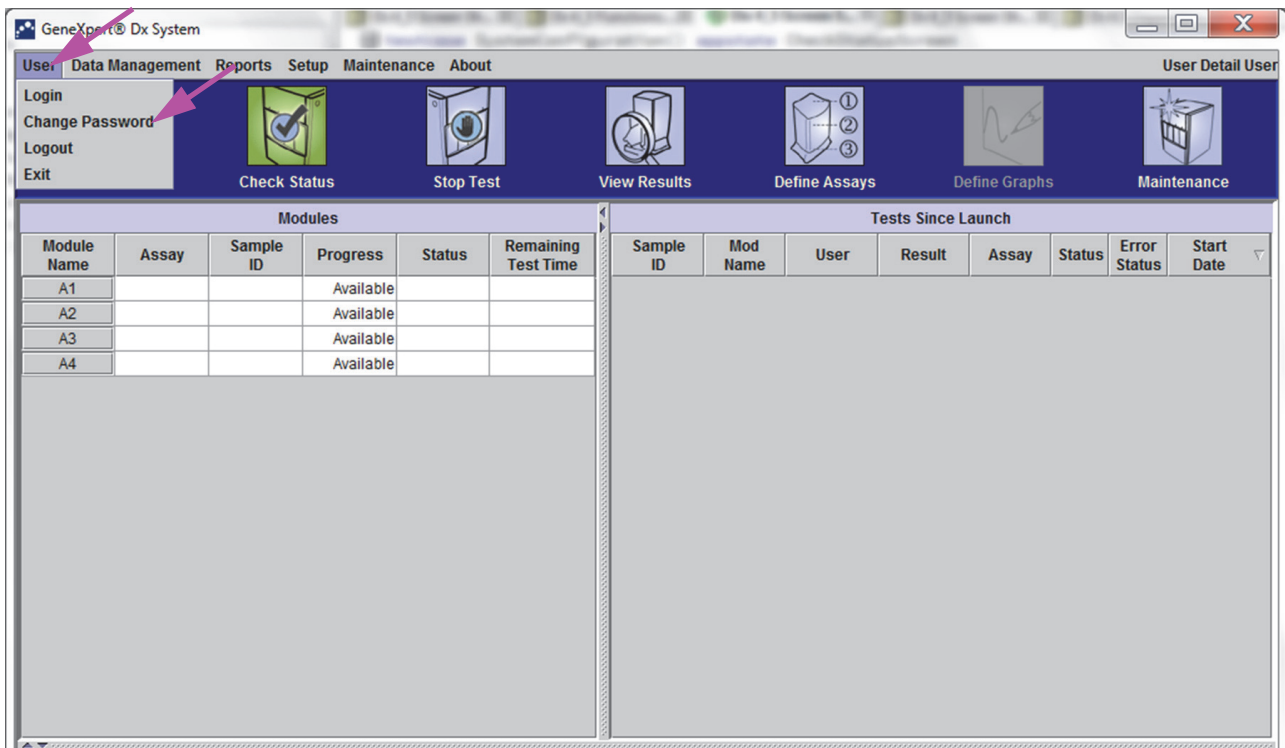 GeneXpert® Dx System
User Data Management Reports Setup Maintenance About User Detail User
Login
Change Password
Logout
Exit
Check Status Stop Test View Results Define Assays Define Graphs Maintenance
① ② ③
Modules Tests Since Launch
Module Name Assay Sample ID Progress Status Remaining Test Time Sample ID Mod Name User Result Assay Status Error Status Start Date
A1 Available
A2 Available
A3 Available
A4 Available